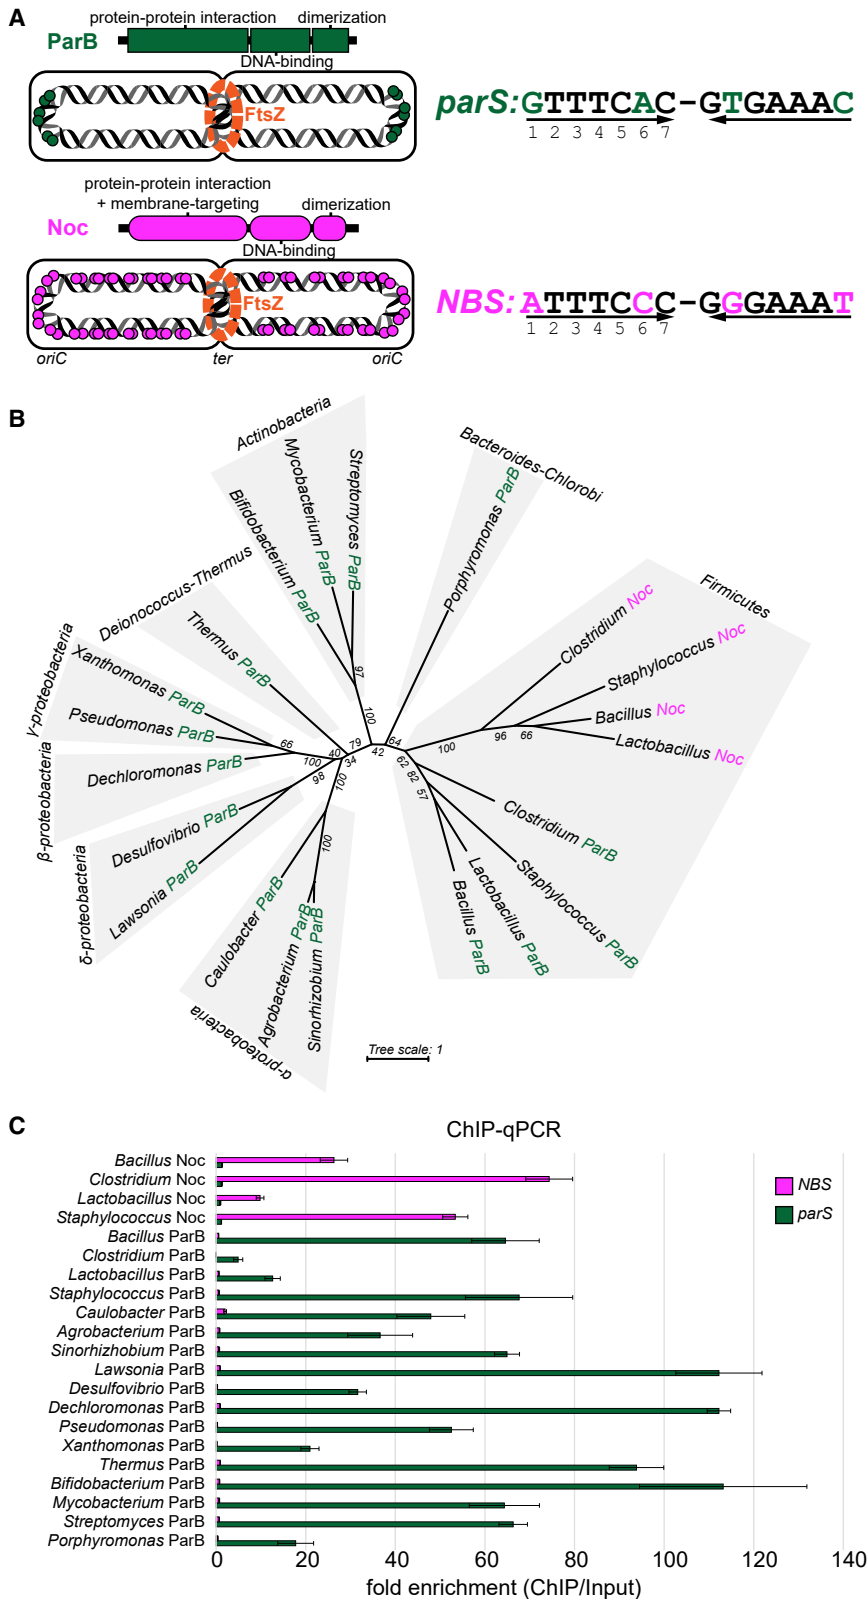 A
protein-protein interaction
dimerization
ParB
DNA-binding
FtsZ
parS: GTTTCAC-GTGAAAC
1 2 3 4 5 6 7
protein-protein interaction
+ membrane-targeting
dimerization
Noc
DNA-binding
FtsZ
NBS: ATTTCCC-GGGAAAT
1 2 3 4 5 6 7
oriC
ter
oriC
B
Actinobacteria
Bifidobacterium ParB
Mycobacterium ParB
Streptomyces ParB
Bacteroides-Chlorobi
Porphyromonas ParB
Firmicutes
Clostridium Noc
Staphylococcus Noc
Bacillus Noc
Lactobacillus Noc
Clostridium ParB
Staphylococcus ParB
Lactobacillus ParB
Bacillus ParB
Deionococcus-Thermus
Thermus ParB
γ-proteobacteria
Xanthomonas ParB
Pseudomonas ParB
β-proteobacteria
Dechloromonas ParB
δ-proteobacteria
Desulfovibrio ParB
Lawsonia ParB
α-proteobacteria
Caulobacter ParB
Agrobacterium ParB
Sinorhizobium ParB
97
100
79
40
34
42
64
66
100
98
100
100
100
96
66
62
82
57
Tree scale: 1
C
ChIP-qPCR
Bacillus Noc
Clostridium Noc
Lactobacillus Noc
Staphylococcus Noc
Bacillus ParB
Clostridium ParB
Lactobacillus ParB
Staphylococcus ParB
Caulobacter ParB
Agrobacterium ParB
Sinorhizhobium ParB
Lawsonia ParB
Desulfovibrio ParB
Dechloromonas ParB
Pseudomonas ParB
Xanthomonas ParB
Thermus ParB
Bifidobacterium ParB
Mycobacterium ParB
Streptomyces ParB
Porphyromonas ParB
NBS
parS
0 20 40 60 80 100 120 140
fold enrichment (ChIP/Input)